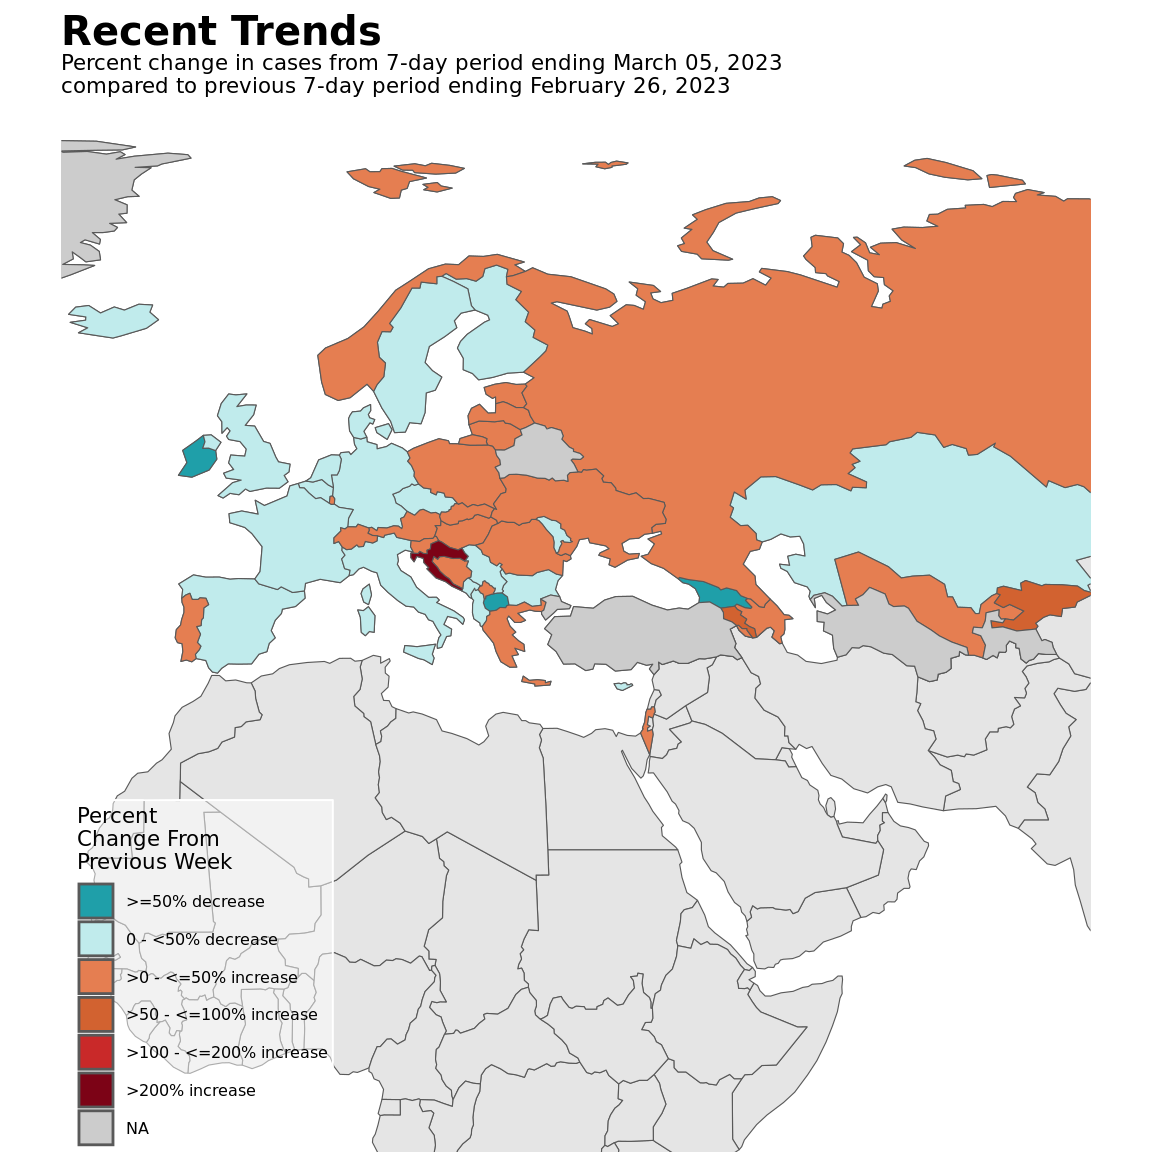 Recent Trends
Percent change in cases from 7-day period ending March 05, 2023
compared to previous 7-day period ending February 26, 2023
Percent
Change From
Previous Week
>=50% decrease
0 - <50% decrease
>0 - <=50% increase
>50 - <=100% increase
>100 - <=200% increase
>200% increase
NA